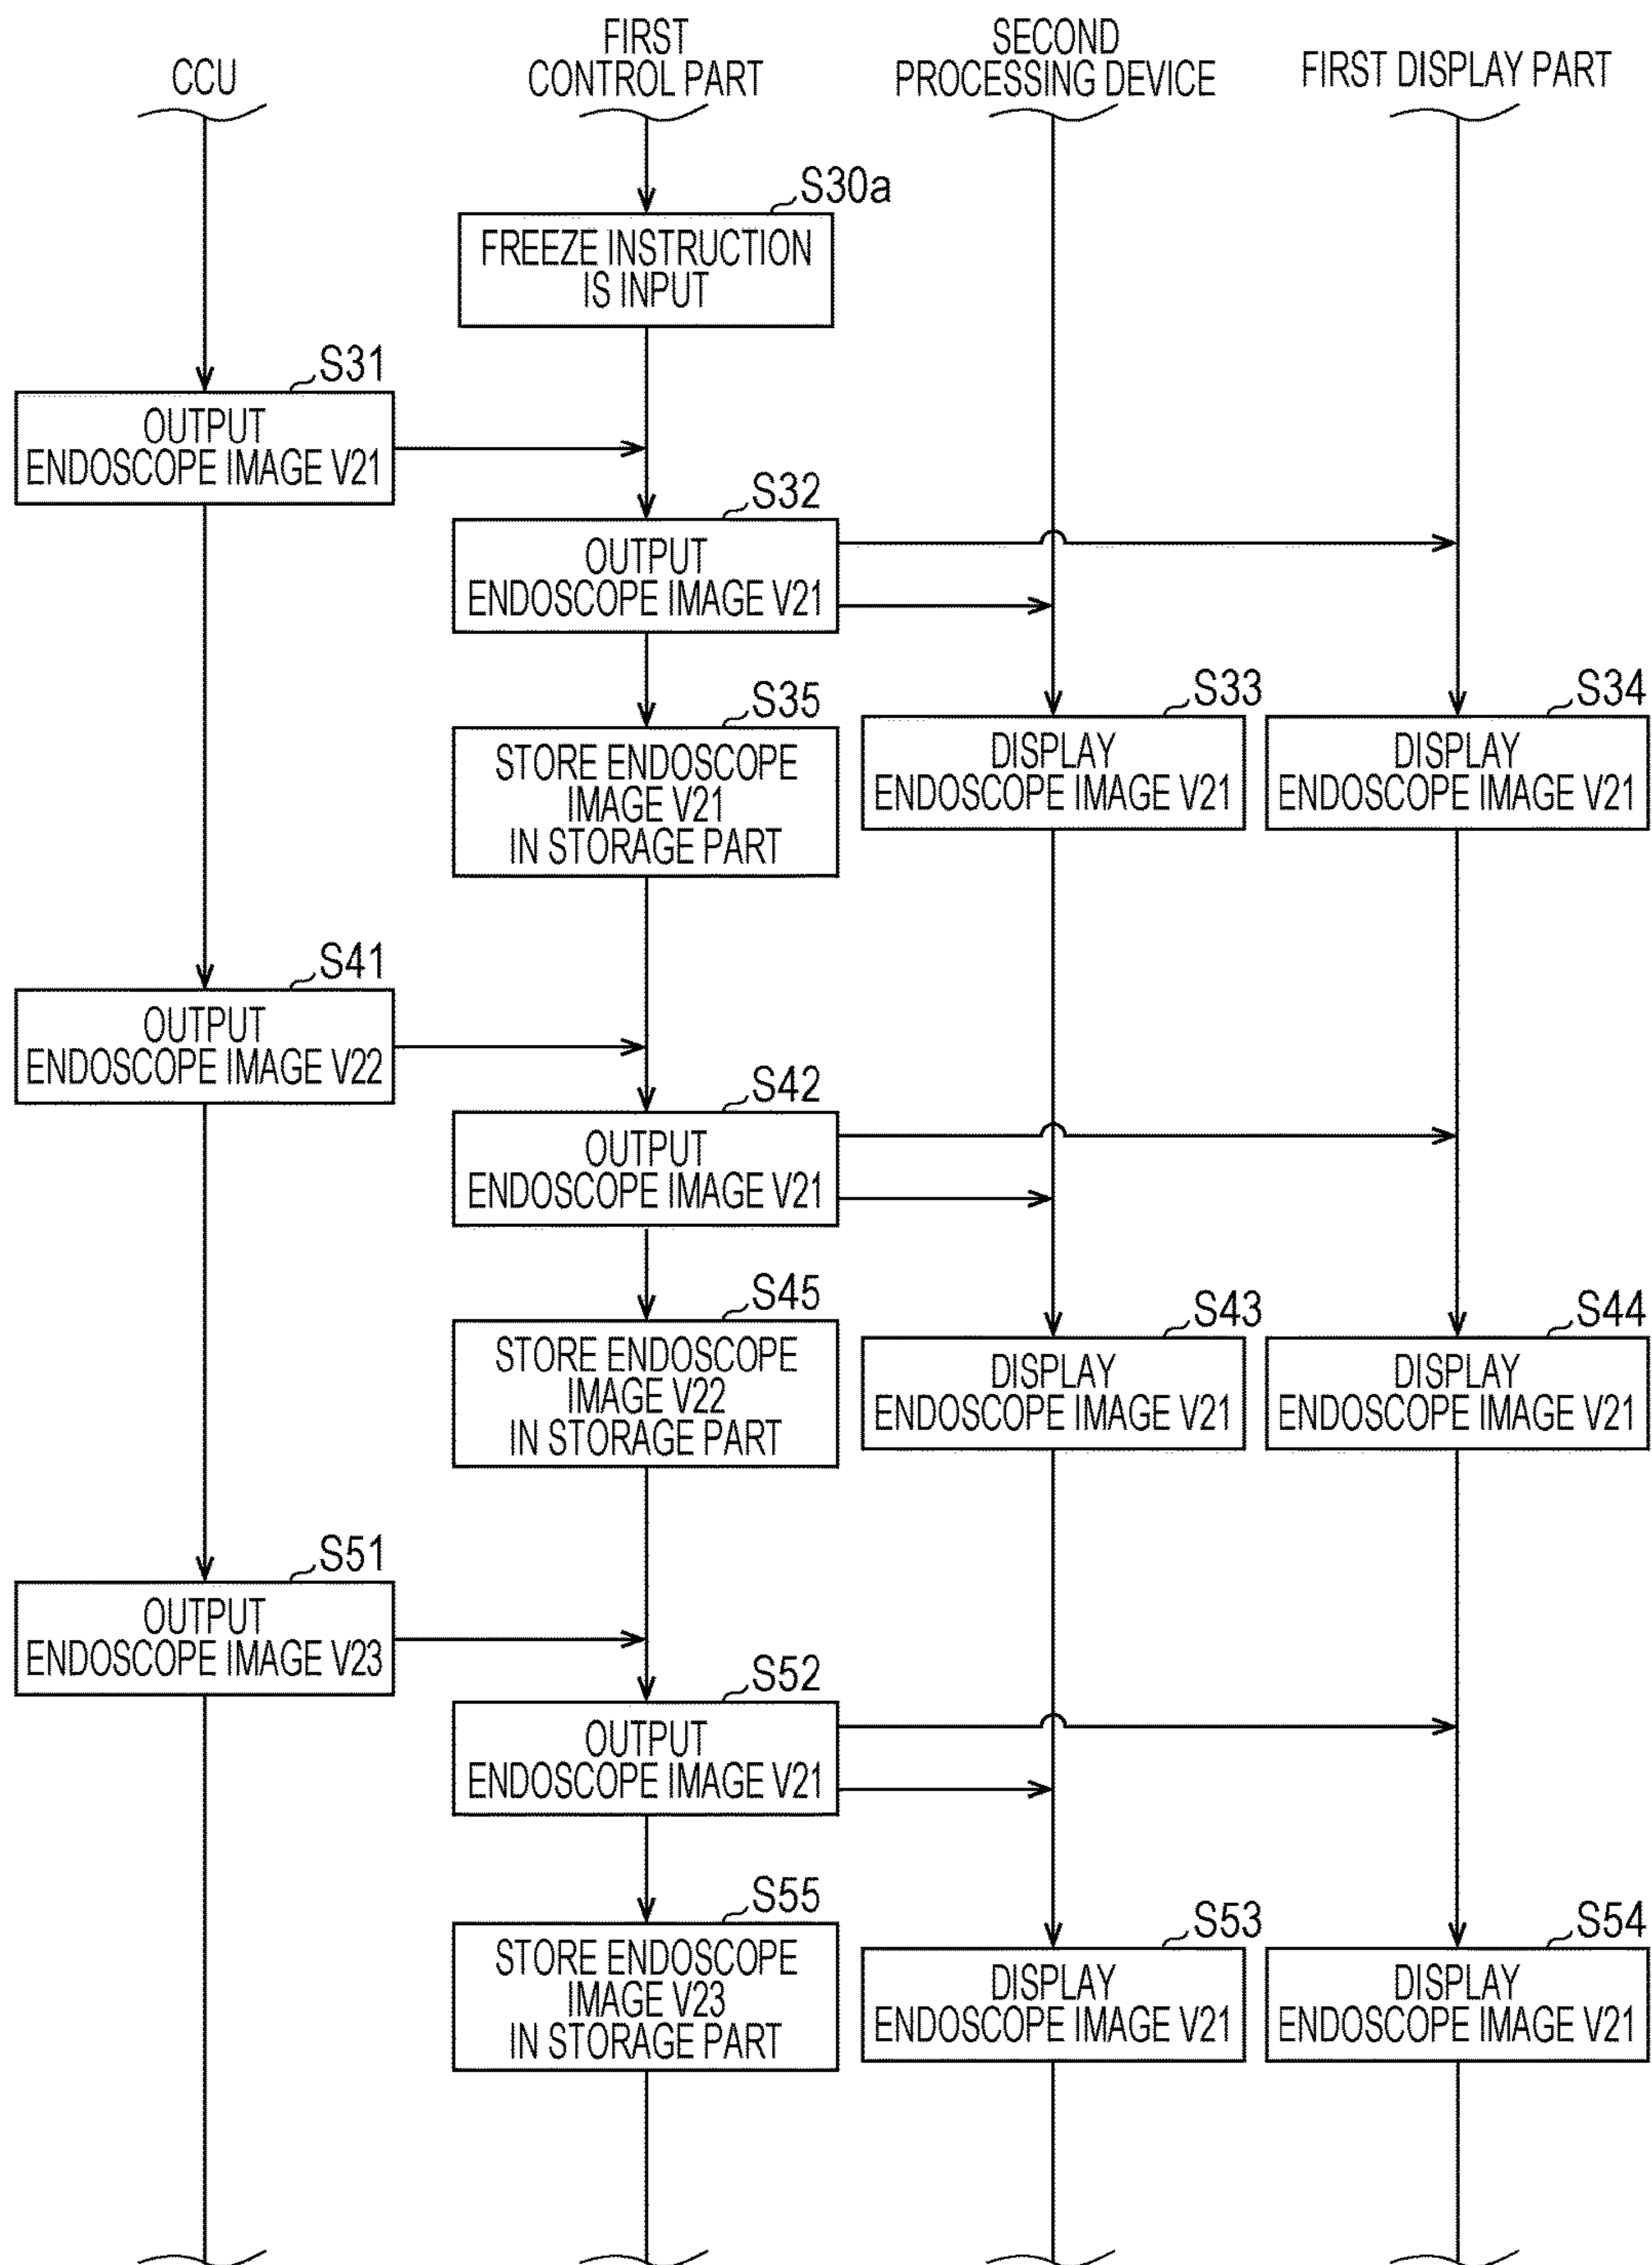 CCU
FIRST
CONTROL PART
SECOND
PROCESSING DEVICE
FIRST DISPLAY PART
S30a
FREEZE INSTRUCTION
IS INPUT
S31
OUTPUT
ENDOSCOPE IMAGE V21
S32
OUTPUT
ENDOSCOPE IMAGE V21
S35
STORE ENDOSCOPE
IMAGE V21
IN STORAGE PART
S33
DISPLAY
ENDOSCOPE IMAGE V21
S34
DISPLAY
ENDOSCOPE IMAGE V21
S41
OUTPUT
ENDOSCOPE IMAGE V22
S42
OUTPUT
ENDOSCOPE IMAGE V21
S45
STORE ENDOSCOPE
IMAGE V22
IN STORAGE PART
S43
DISPLAY
ENDOSCOPE IMAGE V21
S44
DISPLAY
ENDOSCOPE IMAGE V21
S51
OUTPUT
ENDOSCOPE IMAGE V23
S52
OUTPUT
ENDOSCOPE IMAGE V21
S55
STORE ENDOSCOPE
IMAGE V23
IN STORAGE PART
S53
DISPLAY
ENDOSCOPE IMAGE V21
S54
DISPLAY
ENDOSCOPE IMAGE V21